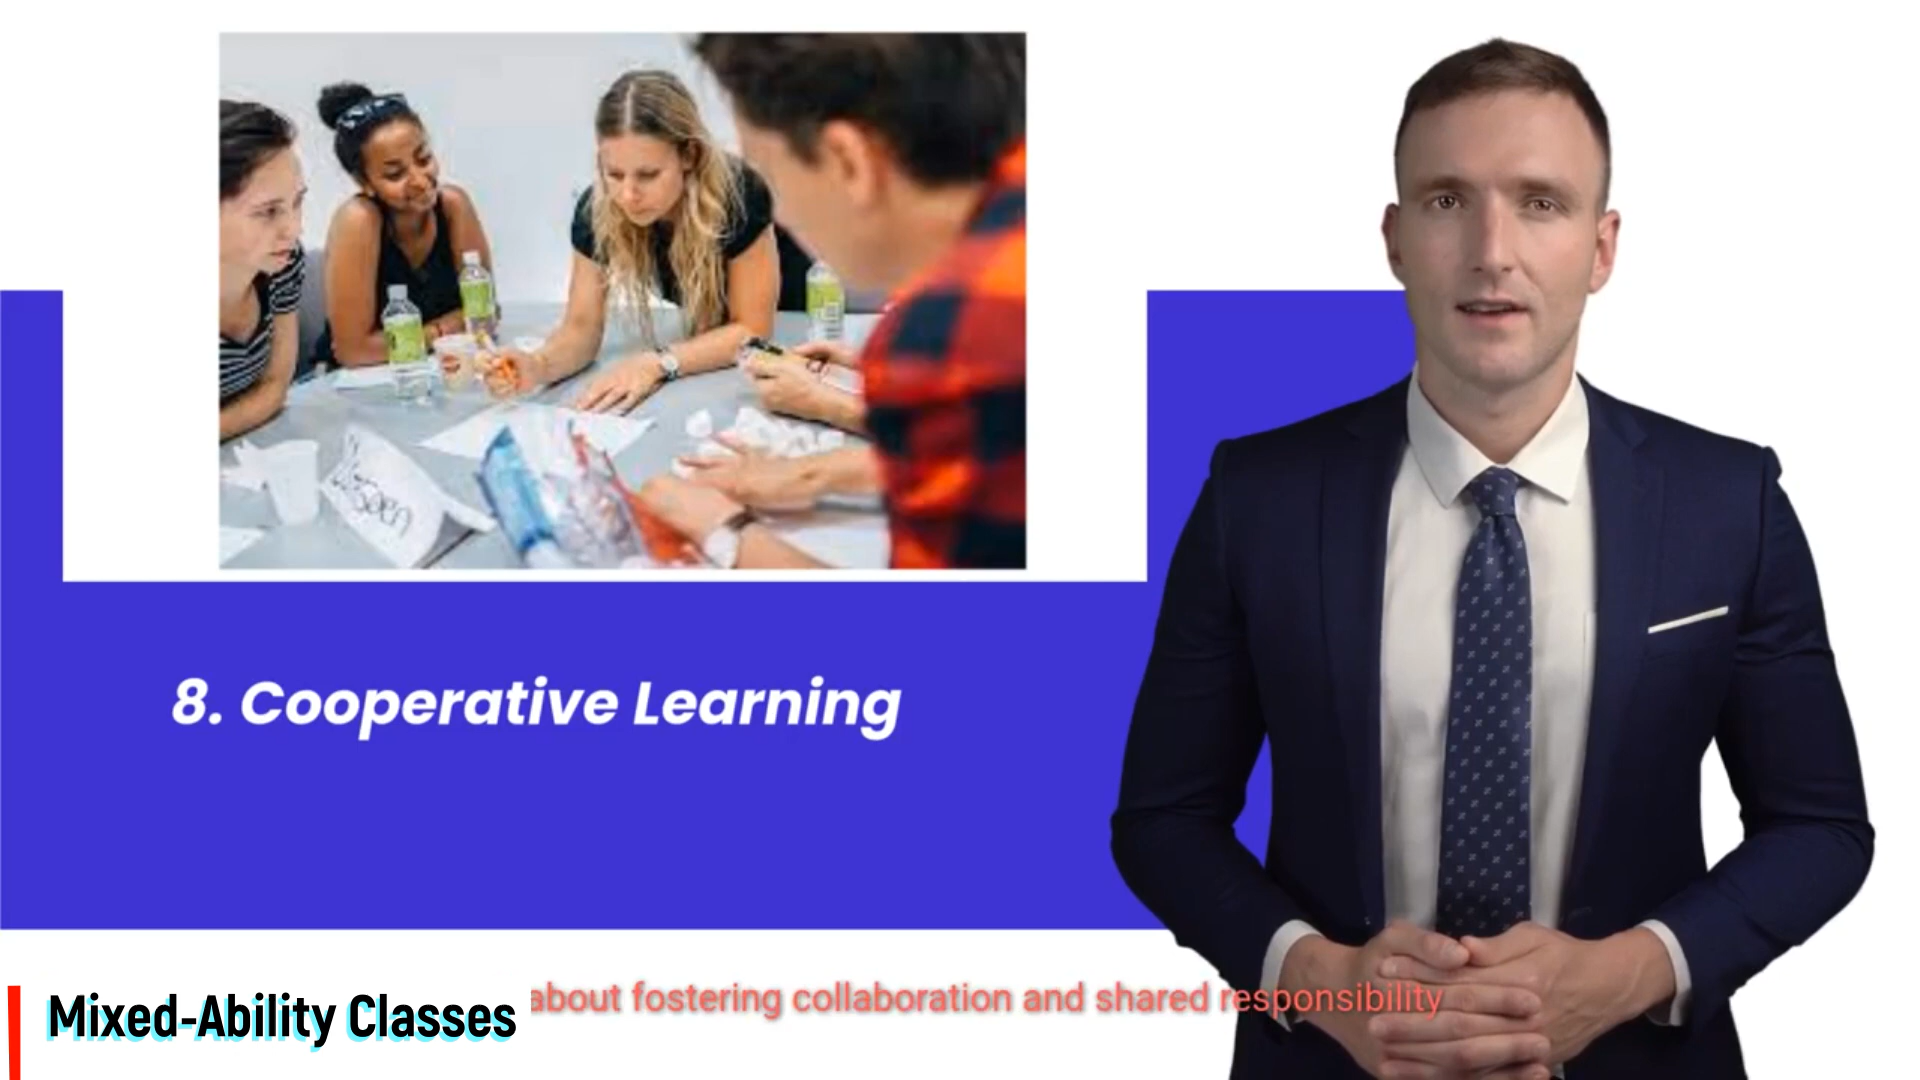 8. Cooperative Learning
about fostering collaboration and shared responsibility
Mixed-Ability Classes